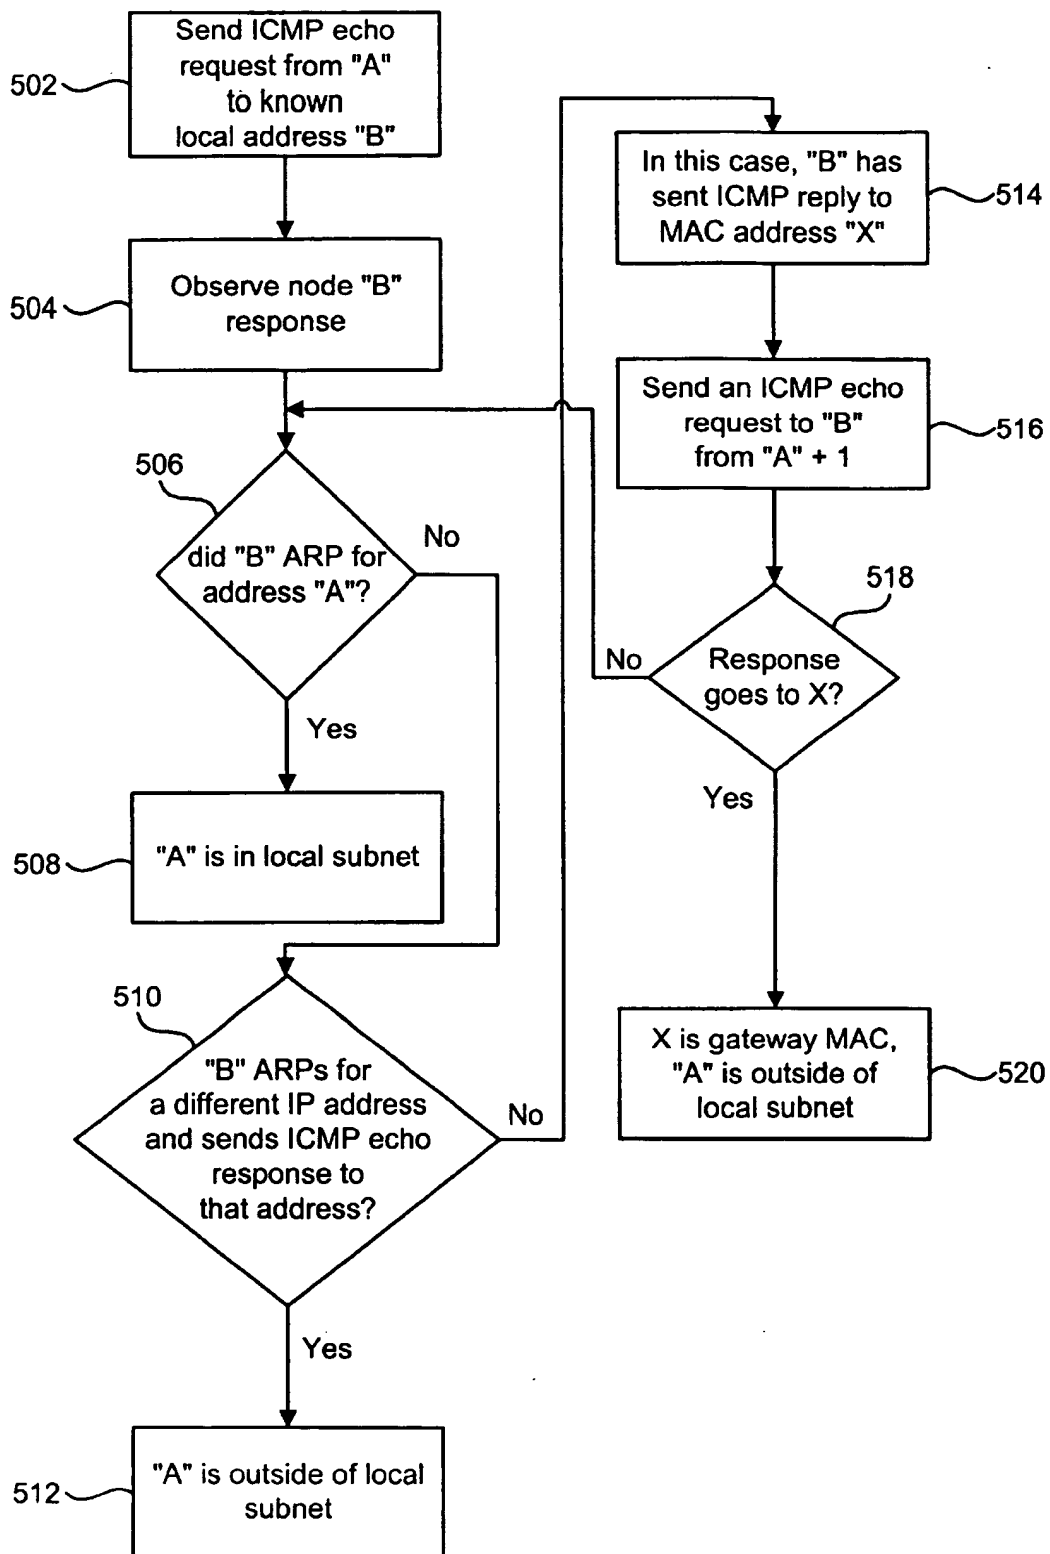 502
Send ICMP echo
request from "A"
to known
local address "B"
504
Observe node "B"
response
506
did "B" ARP for
address "A"?
No
Yes
508
"A" is in local subnet
510
"B" ARPs for
a different IP address
and sends ICMP echo
response to
that address?
No
Yes
512
"A" is outside of local
subnet
In this case, "B" has
sent ICMP reply to
MAC address "X"
514
Send an ICMP echo
request to "B"
from "A" + 1
516
518
Response
goes to X?
No
Yes
X is gateway MAC,
"A" is outside of
local subnet
520